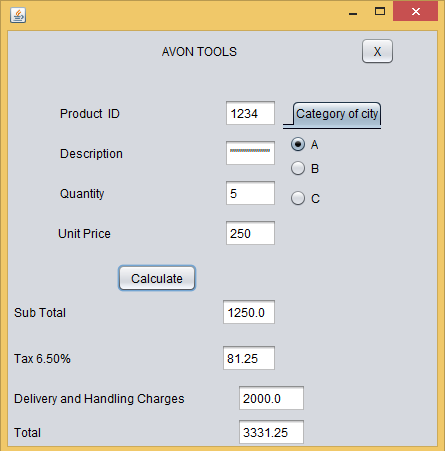 AVON TOOLS X
Product ID 1234 Category of city
Description A
B
Quantity 5 C
Unit Price 250
Calculate
Sub Total 1250.0
Tax 6.50% 81.25
Delivery and Handling Charges 2000.0
Total 3331.25